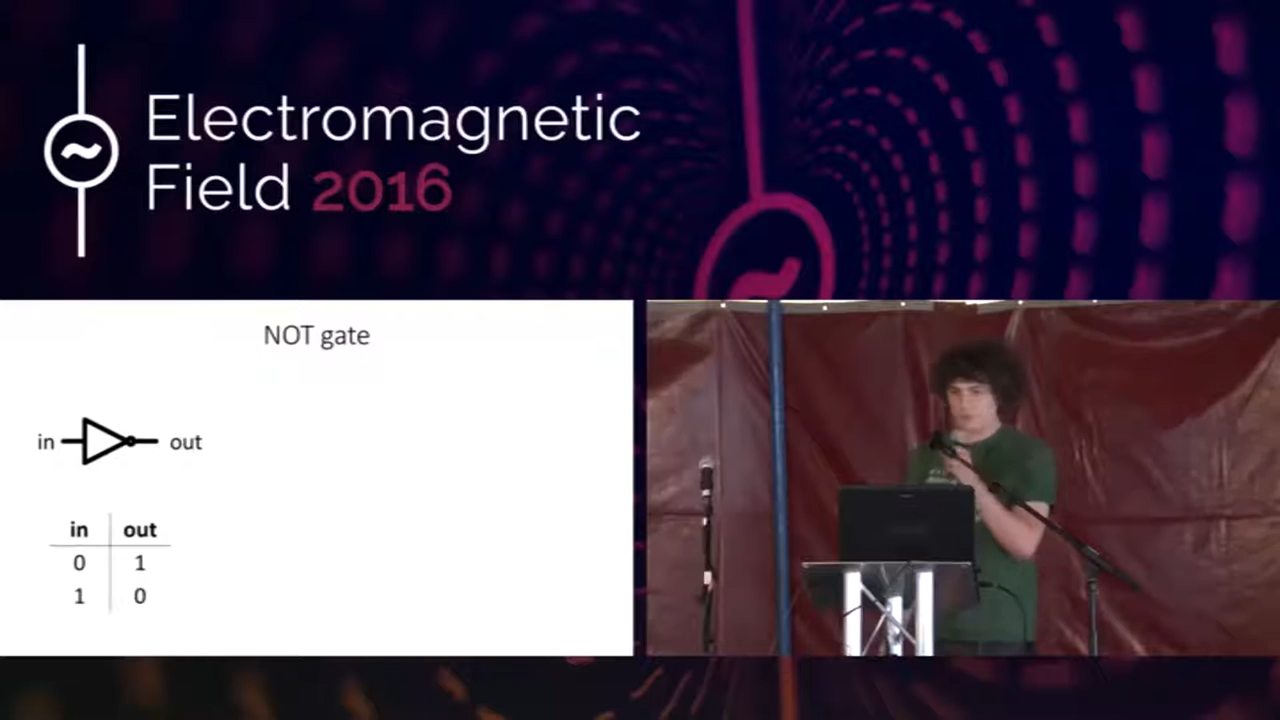 Electromagnetic
Field 2016
NOT gate
in out
in out
0 1
1 0